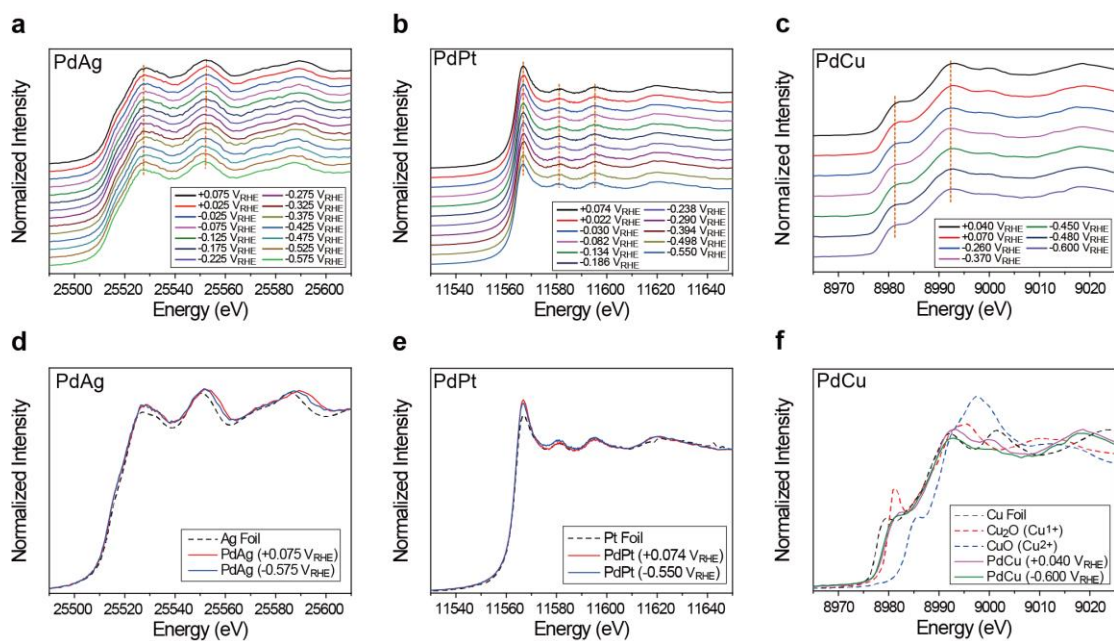 a
PdAg
Normalized Intensity
+0.075 VRHE
+0.025 VRHE
-0.025 VRHE
-0.075 VRHE
-0.125 VRHE
-0.175 VRHE
-0.225 VRHE
-0.275 VRHE
-0.325 VRHE
-0.375 VRHE
-0.425 VRHE
-0.475 VRHE
-0.525 VRHE
-0.575 VRHE
25500 25520 25540 25560 25580 25600
Energy (eV)
b
PdPt
Normalized Intensity
+0.074 VRHE
+0.022 VRHE
-0.030 VRHE
-0.082 VRHE
-0.134 VRHE
-0.186 VRHE
-0.238 VRHE
-0.290 VRHE
-0.394 VRHE
-0.498 VRHE
-0.550 VRHE
11540 11560 11580 11600 11620 11640
Energy (eV)
c
PdCu
Normalized Intensity
+0.040 VRHE
+0.070 VRHE
-0.260 VRHE
-0.370 VRHE
-0.450 VRHE
-0.480 VRHE
-0.600 VRHE
8970 8980 8990 9000 9010 9020
Energy (eV)
d
PdAg
Normalized Intensity
Ag Foil
PdAg (+0.075 VRHE)
PdAg (-0.575 VRHE)
25500 25520 25540 25560 25580 25600
Energy (eV)
e
PdPt
Normalized Intensity
Pt Foil
PdPt (+0.074 VRHE)
PdPt (-0.550 VRHE)
11540 11560 11580 11600 11620 11640
Energy (eV)
f
PdCu
Normalized Intensity
Cu Foil
Cu₂O (Cu¹⁺)
CuO (Cu²⁺)
PdCu (+0.040 VRHE)
PdCu (-0.600 VRHE)
8970 8980 8990 9000 9010 9020
Energy (eV)